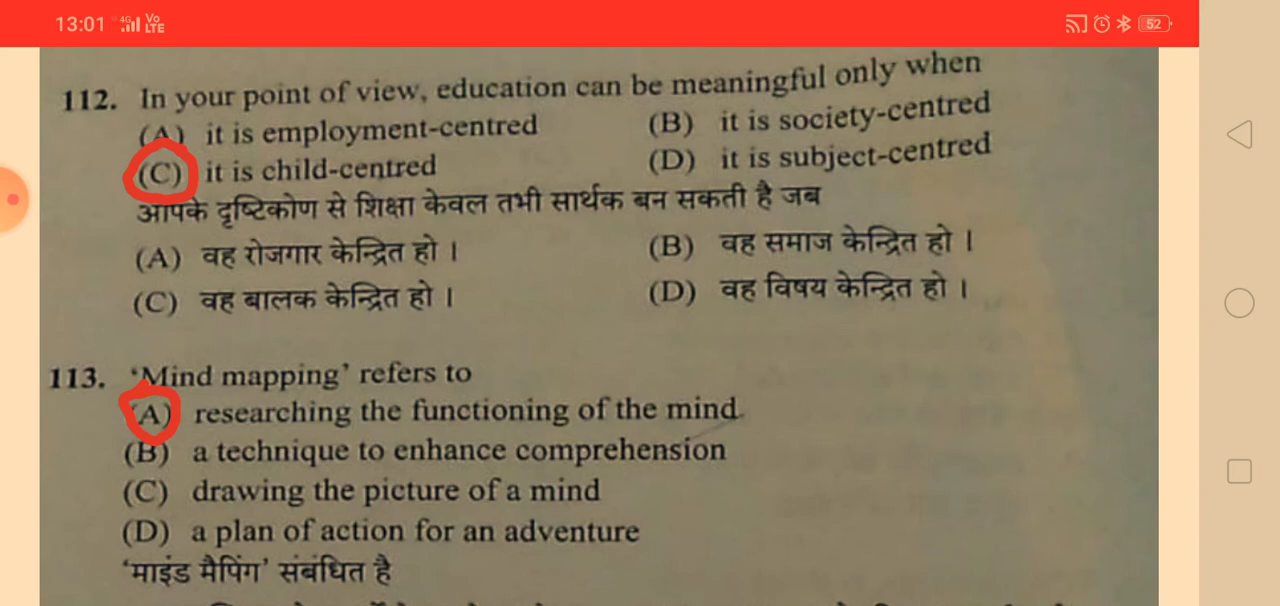 13:01 4G Vo LTE 52
112. In your point of view, education can be meaningful only when
(A) it is employment-centred (B) it is society-centred
(C) it is child-centred (D) it is subject-centred
आपके दृष्टिकोण से शिक्षा केवल तभी सार्थक बन सकती है जब
(A) वह रोजगार केन्द्रित हो । (B) वह समाज केन्द्रित हो ।
(C) वह बालक केन्द्रित हो । (D) वह विषय केन्द्रित हो ।
113. 'Mind mapping' refers to
(A) researching the functioning of the mind
(B) a technique to enhance comprehension
(C) drawing the picture of a mind
(D) a plan of action for an adventure
'माइंड मैपिंग' संबंधित है